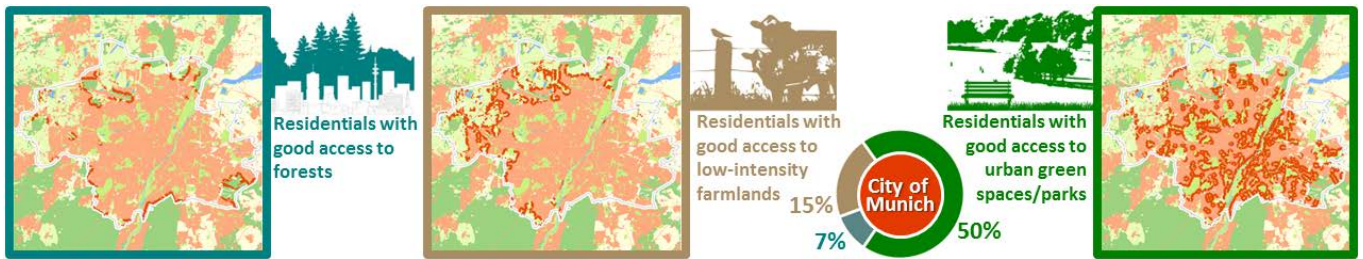 Residentials with
good access to
forests
Residentials with
good access to
low-intensity
farmlands
15%
7%
City of
Munich
50%
Residentials with
good access to
urban green
spaces/parks